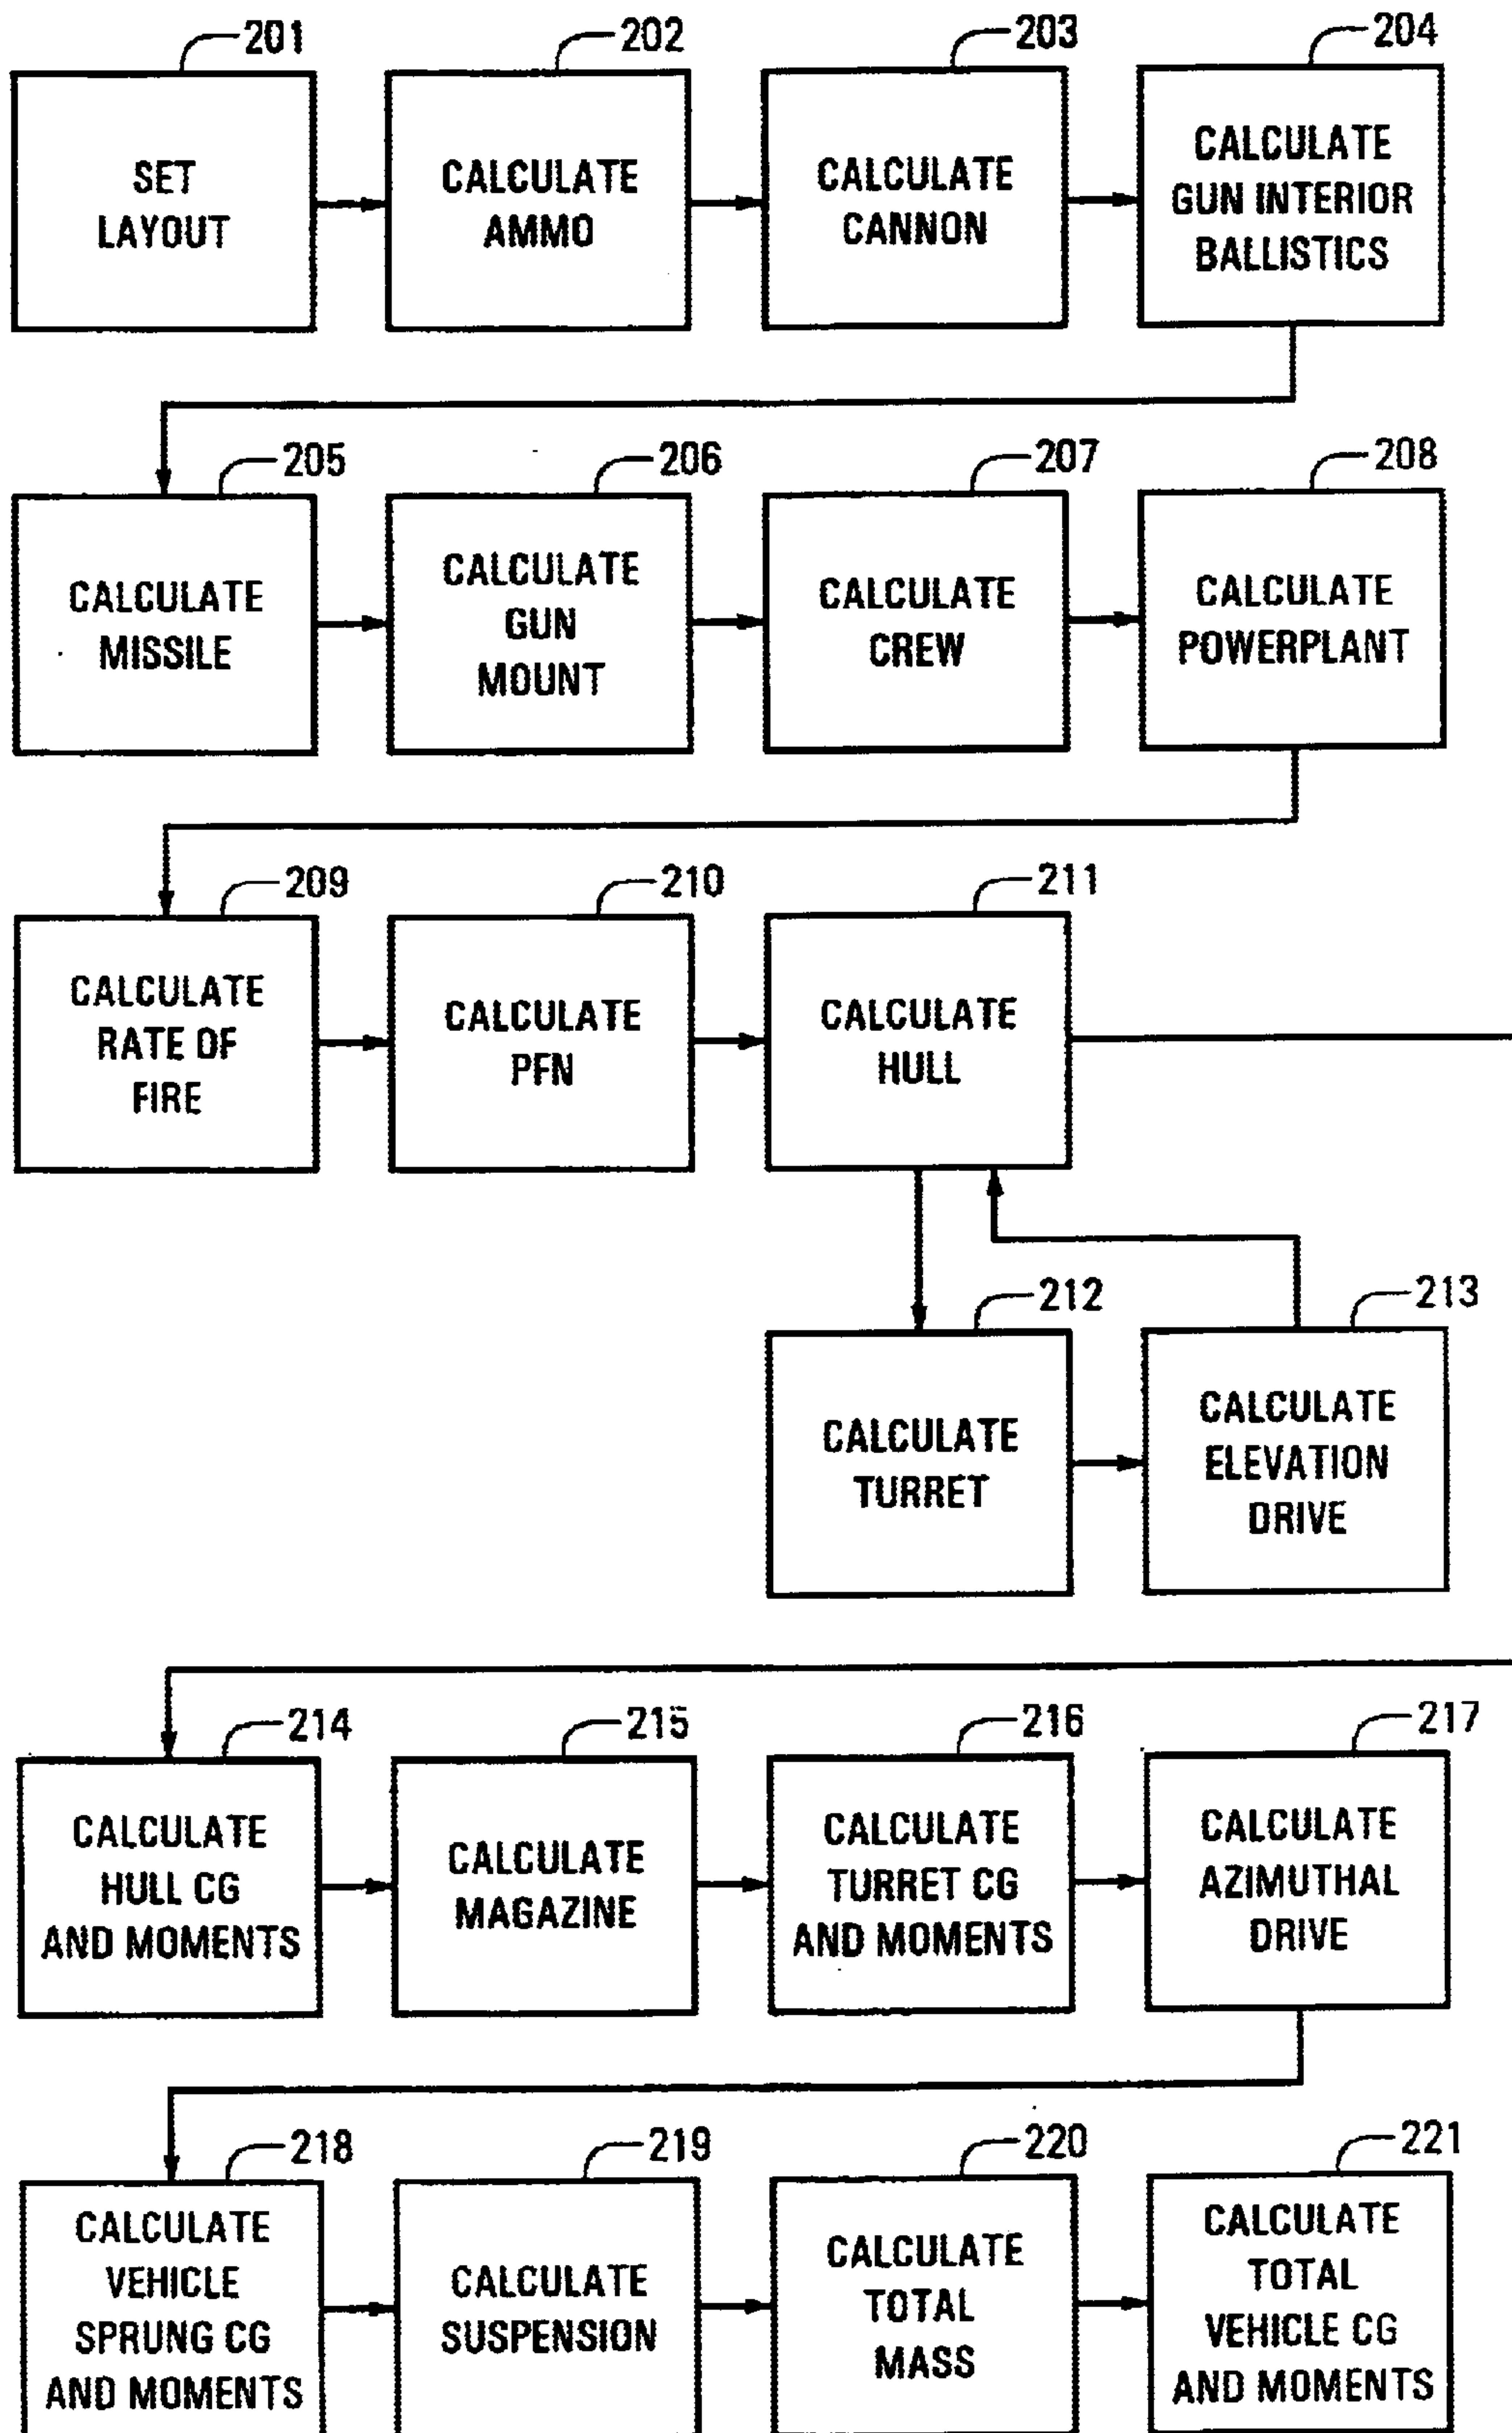 201
202
203
204
SET
LAYOUT
CALCULATE
AMMO
CALCULATE
CANNON
CALCULATE
GUN INTERIOR
BALLISTICS
205
206
207
208
CALCULATE
MISSILE
CALCULATE
GUN
MOUNT
CALCULATE
CREW
CALCULATE
POWERPLANT
209
210
211
CALCULATE
RATE OF
FIRE
CALCULATE
PFN
CALCULATE
HULL
212
213
CALCULATE
TURRET
CALCULATE
ELEVATION
DRIVE
214
215
216
217
CALCULATE
HULL CG
AND MOMENTS
CALCULATE
MAGAZINE
CALCULATE
TURRET CG
AND MOMENTS
CALCULATE
AZIMUTHAL
DRIVE
218
219
220
221
CALCULATE
VEHICLE
SPRUNG CG
AND MOMENTS
CALCULATE
SUSPENSION
CALCULATE
TOTAL
MASS
CALCULATE
TOTAL
VEHICLE CG
AND MOMENTS